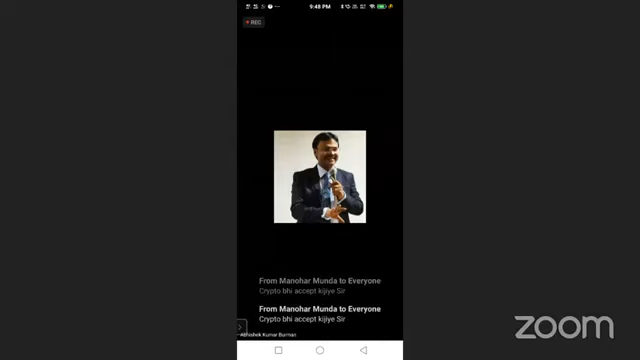 9:48 PM
REC
From Manohar Munda to Everyone
Crypto bhi accept kijiye Sir
From Manohar Munda to Everyone
Crypto bhi accept kijiye Sir
Abhishek Kumar Burman
zoom